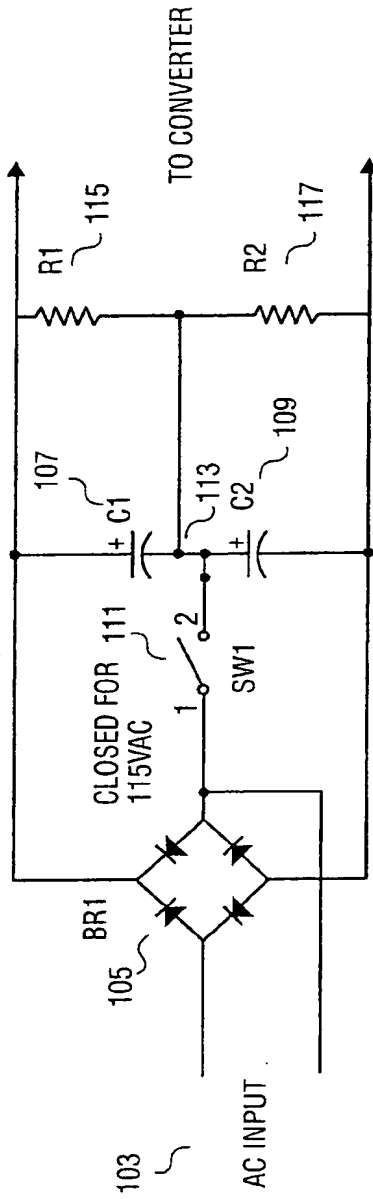 103
AC INPUT
105
BR1
CLOSED FOR
115VAC
111
1
2
SW1
107
+
C1
113
+
C2
109
R1
115
R2
117
TO CONVERTER